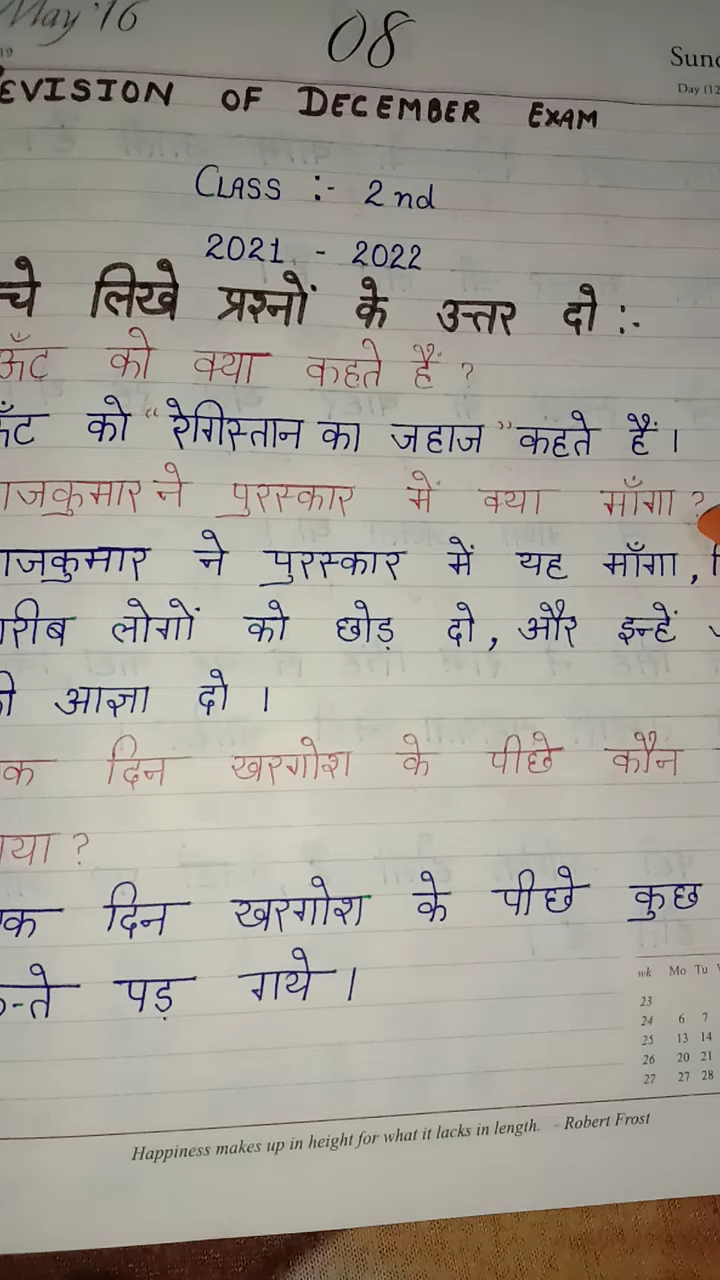 May '16
08
19
Sun
Day (12
EVISION OF DECEMBER EXAM
CLASS :- 2nd
2021 - 2022
चे लिखे प्रश्नों के उत्तर दो :-
ऊँट को क्या कहते हैं ?
ऊँट को "रेगिस्तान का जहाज" कहते हैं ।
ाजकुमार ने पुरस्कार में क्या माँगा ?
ाजकुमार ने पुरस्कार में यह माँगा ,
रीब लोगों को छोड़ दो , और इन्हें
ी आज्ञा दो ।
क दिन खरगोश के पीछे कौन
या ?
क दिन खरगोश के पीछे कुछ
त्ते पड़ गये ।
wk Mo Tu
23
24 6 7
25 13 14
26 20 21
27 27 28
Happiness makes up in height for what it lacks in length. - Robert Frost